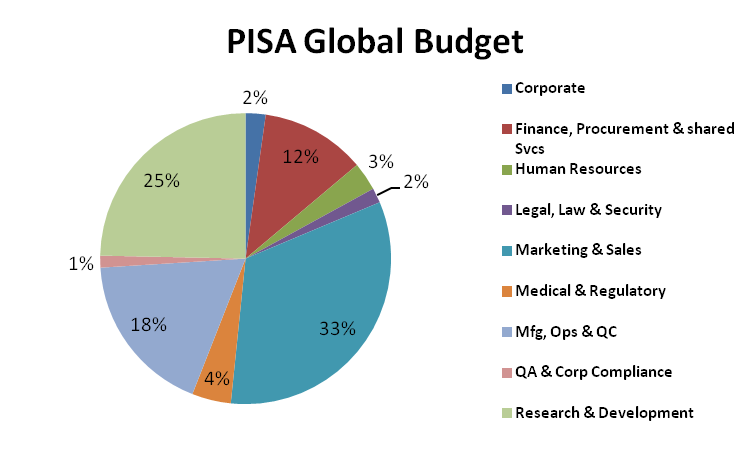 PISA Global Budget
2%
12%
3%
2%
33%
4%
18%
1%
25%
Corporate
Finance, Procurement & shared
Svcs
Human Resources
Legal, Law & Security
Marketing & Sales
Medical & Regulatory
Mfg, Ops & QC
QA & Corp Compliance
Research & Development